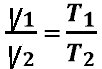 V₁/V₂ = T₁/T₂